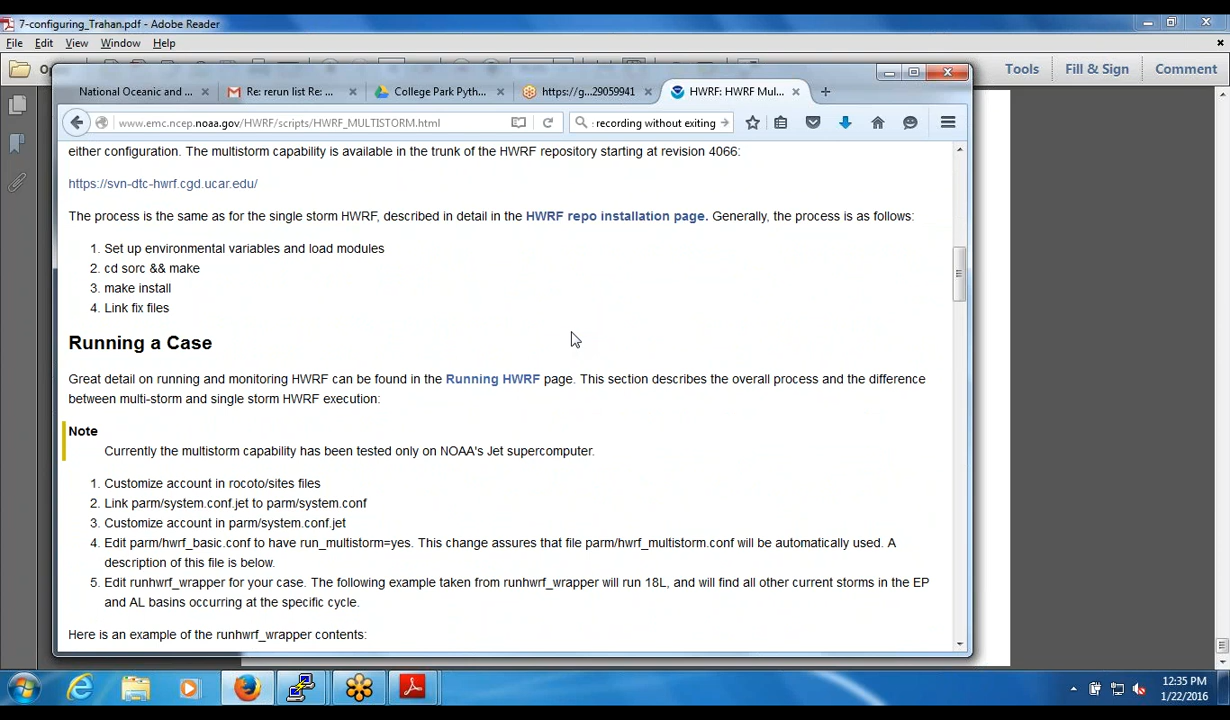 7-configuring_Trahan.pdf - Adobe Reader
File Edit View Window Help
Tools Fill & Sign Comment
National Oceanic and ... × Re: rerun list Re: ... × College Park Pyth... × https://g...29059941 × HWRF: HWRF Mul... × +
www.emc.ncep.noaa.gov/HWRF/scripts/HWRF_MULTISTORM.html
: recording without exiting
either configuration. The multistorm capability is available in the trunk of the HWRF repository starting at revision 4066:
https://svn-dtc-hwrf.cgd.ucar.edu/
The process is the same as for the single storm HWRF, described in detail in the HWRF repo installation page. Generally, the process is as follows:
1. Set up environmental variables and load modules
2. cd sorc && make
3. make install
4. Link fix files
Running a Case
Great detail on running and monitoring HWRF can be found in the Running HWRF page. This section describes the overall process and the difference
between multi-storm and single storm HWRF execution:
Note
Currently the multistorm capability has been tested only on NOAA's Jet supercomputer.
1. Customize account in rocoto/sites files
2. Link parm/system.conf.jet to parm/system.conf
3. Customize account in parm/system.conf.jet
4. Edit parm/hwrf_basic.conf to have run_multistorm=yes. This change assures that file parm/hwrf_multistorm.conf will be automatically used. A
description of this file is below.
5. Edit runhwrf_wrapper for your case. The following example taken from runhwrf_wrapper will run 18L, and will find all other current storms in the EP
and AL basins occurring at the specific cycle.
Here is an example of the runhwrf_wrapper contents:
12:35 PM
1/22/2016